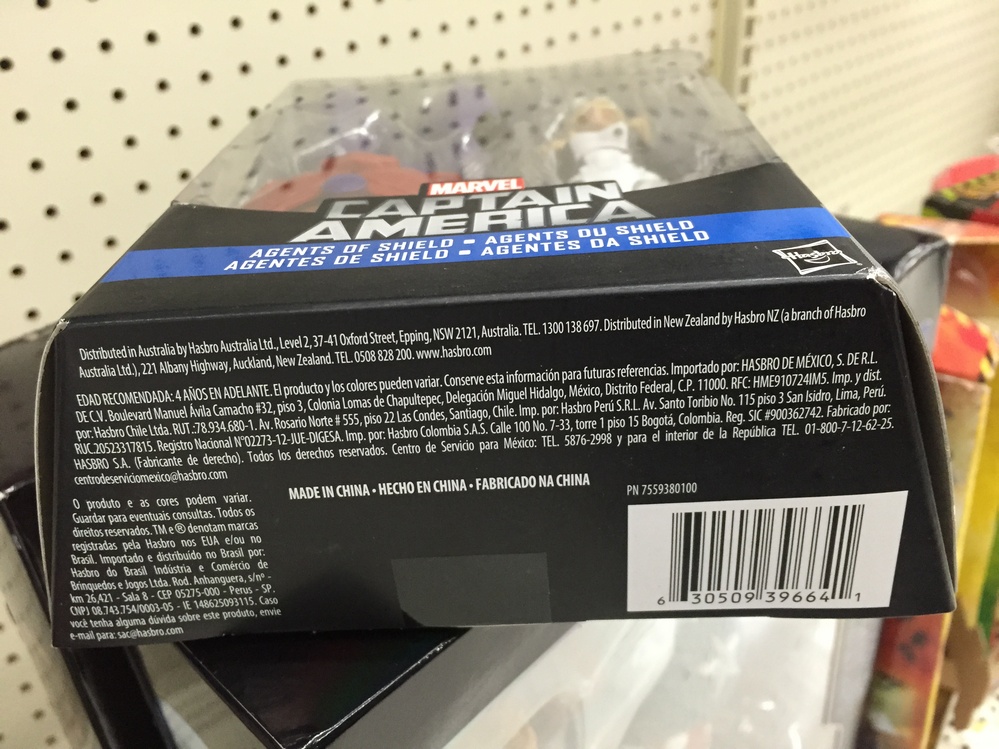 MARVEL
CAPTAIN
AMERICA
AGENTS OF SHIELD - AGENTS DU SHIELD
AGENTES DE SHIELD - AGENTES DA SHIELD
Hasbro
Distributed in Australia by Hasbro Australia Ltd., Level 2, 37-41 Oxford Street, Epping, NSW 2121, Australia. TEL. 1300 138 697. Distributed in New Zealand by Hasbro NZ (a branch of Hasbro
Australia Ltd.), 221 Albany Highway, Auckland, New Zealand. TEL. 0508 828 200. www.hasbro.com
EDAD RECOMENDADA: 4 AÑOS EN ADELANTE. El producto y los colores pueden variar. Conserve esta información para futuras referencias. Importado por: HASBRO DE MÉXICO, S. DE R.L.
DE C.V. Boulevard Manuel Ávila Camacho #32, piso 3, Colonia Lomas de Chapultepec, Delegación Miguel Hidalgo, México, Distrito Federal, C.P. 11000. RFC: HME910724IM5. Imp. y dist.
por: Hasbro Chile Ltda. RUT.:78.934.680-1. Av. Rosario Norte # 555, piso 22 Las Condes, Santiago, Chile. Imp. por: Hasbro Perú S.R.L. Av. Santo Toribio No. 115 piso 3 San Isidro, Lima, Perú.
RUC.20523317815. Registro Nacional N°02273-12-JUE-DIGESA. Imp. por: Hasbro Colombia S.A.S. Calle 100 No. 7-33, torre 1 piso 15 Bogotá, Colombia. Reg. SIC #900362742. Fabricado por:
HASBRO S.A. (Fabricante de derecho). Todos los derechos reservados. Centro de Servicio para México: TEL. 5876-2998 y para el interior de la República TEL. 01-800-7-12-62-25.
centrodeserviciomexico@hasbro.com
MADE IN CHINA • HECHO EN CHINA • FABRICADO NA CHINA
PN 7559380100
O produto e as cores podem variar.
Guardar para eventuais consultas. Todos os
direitos reservados. TM e ® denotam marcas
registradas pela Hasbro nos EUA e/ou no
Brasil. Importado e distribuído no Brasil por:
Hasbro do Brasil Indústria e Comércio de
Brinquedos e Jogos Ltda. Rod. Anhanguera, s/nº -
km 26,421 - Sala 8 - CEP 05275-000 - Perus - SP.
CNPJ 08.743.754/0003-05 - IE 148625093115. Caso
você tenha alguma dúvida sobre este produto, envie
e-mail para: sac@hasbro.com
6 30509 39664 1